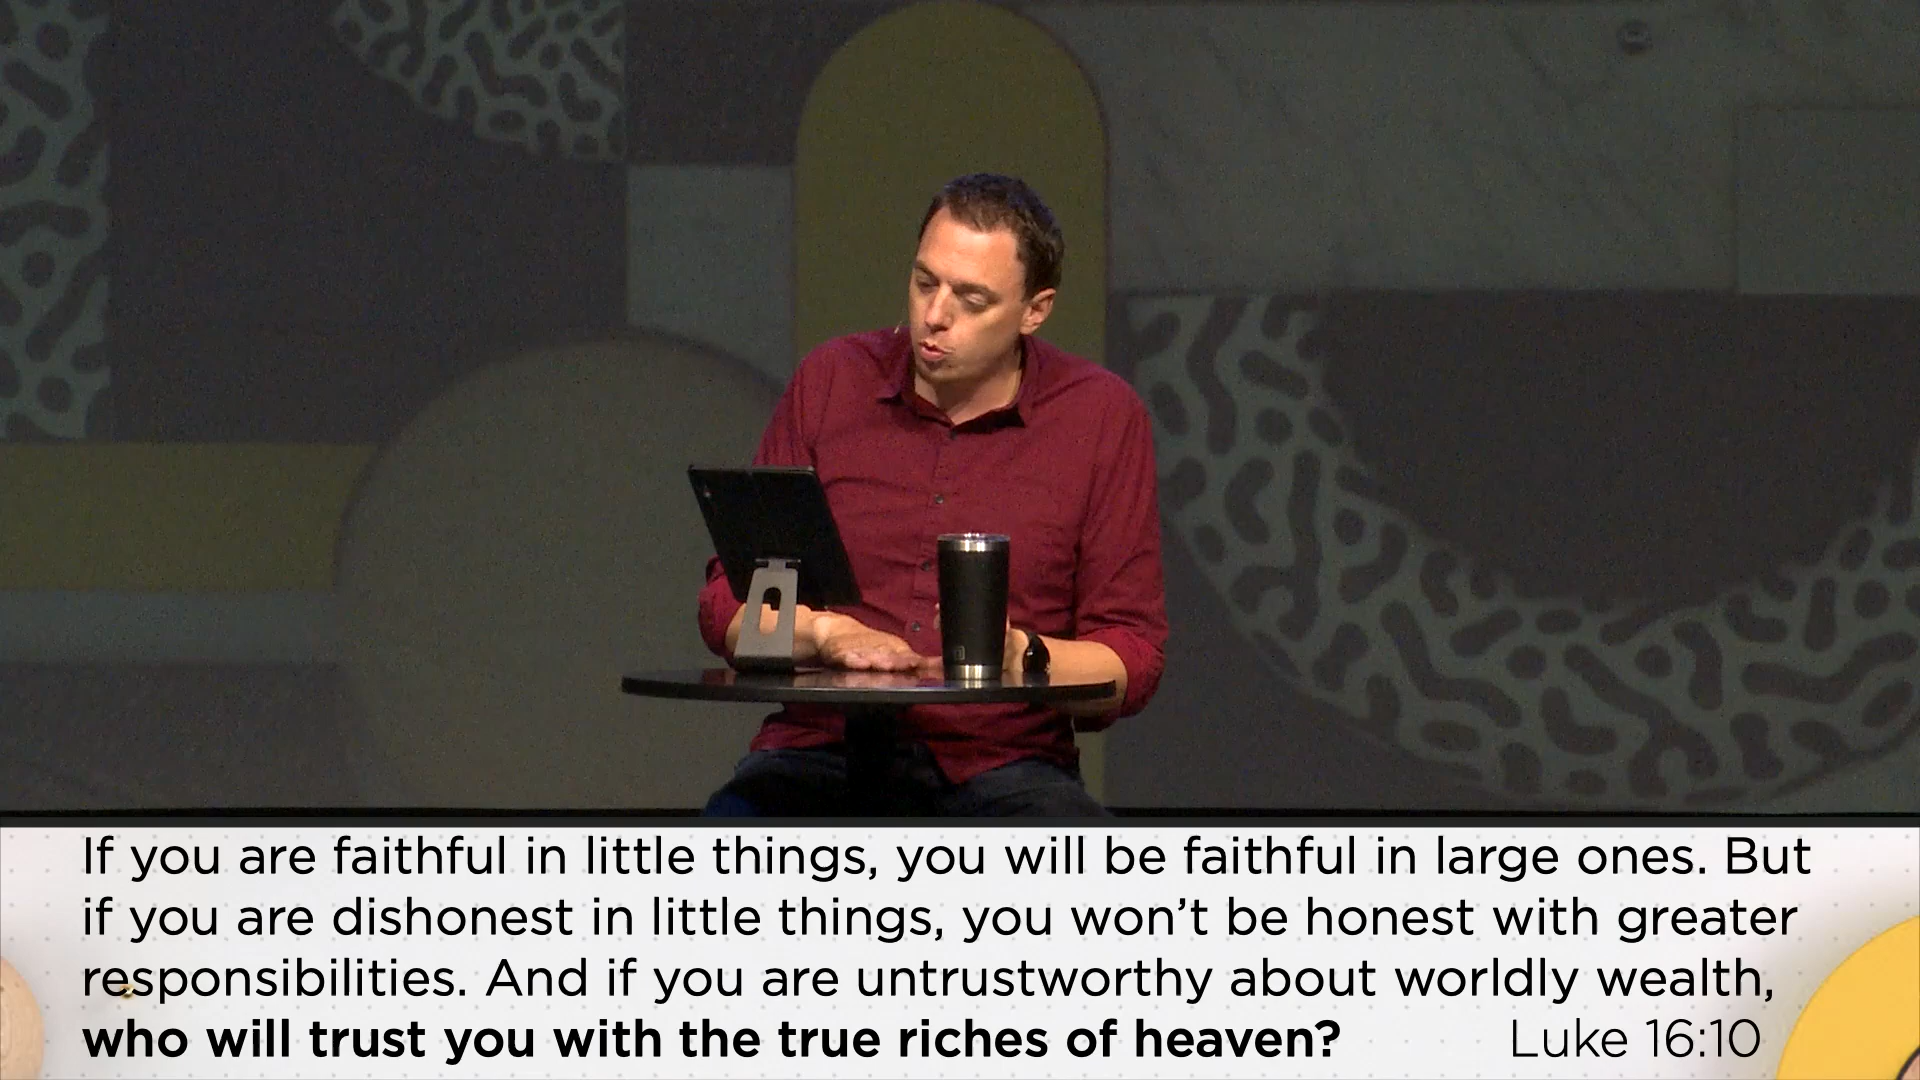 If you are faithful in little things, you will be faithful in large ones. But
if you are dishonest in little things, you won’t be honest with greater
responsibilities. And if you are untrustworthy about worldly wealth,
who will trust you with the true riches of heaven? Luke 16:10